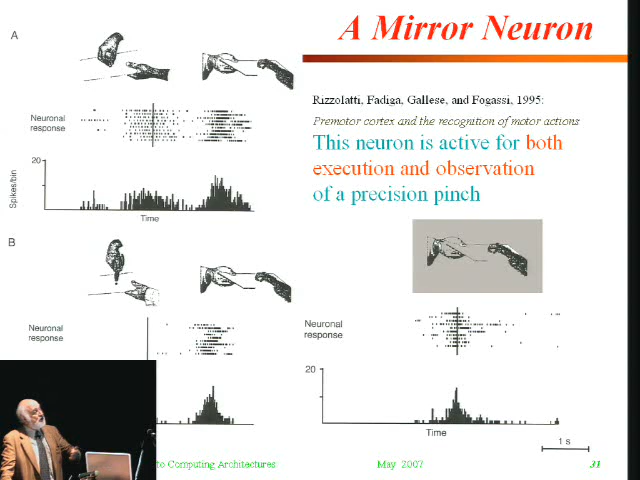 A Mirror Neuron
A
Neuronal
response
20
Spikes/bin
Time
Rizzolatti, Fadiga, Gallese, and Fogassi, 1995:
Premotor cortex and the recognition of motor actions
This neuron is active for both
execution and observation
of a precision pinch
B
Neuronal
response
Neuronal
response
20
Time
1 s
to Computing Architectures
May 2007
31